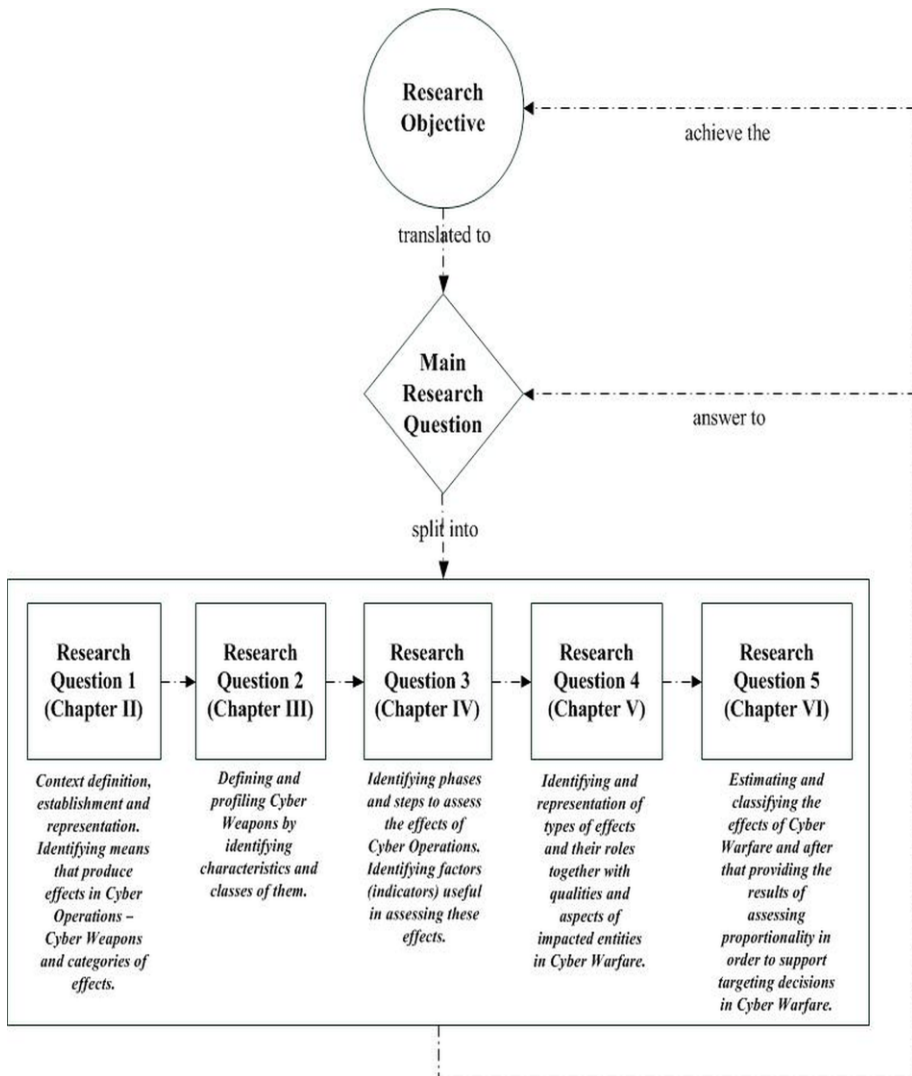 Research
Objective
achieve the
translated to
Main
Research
Question
answer to
split into
Research
Question 1
(Chapter II)
Research
Question 2
(Chapter III)
Research
Question 3
(Chapter IV)
Research
Question 4
(Chapter V)
Research
Question 5
(Chapter VI)
Context definition,
establishment and
representation.
Identifying means
that produce
effects in Cyber
Operations –
Cyber Weapons
and categories of
effects.
Defining and
profiling Cyber
Weapons by
identifying
characteristics and
classes of them.
Identifying phases
and steps to assess
the effects of
Cyber Operations.
Identifying factors
(indicators) useful
in assessing these
effects.
Identifying and
representation of
types of effects
and their roles
together with
qualities and
aspects of
impacted entities
in Cyber Warfare.
Estimating and
classifying the
effects of Cyber
Warfare and after
that providing the
results of
assessing
proportionality in
order to support
targeting decisions
in Cyber Warfare.